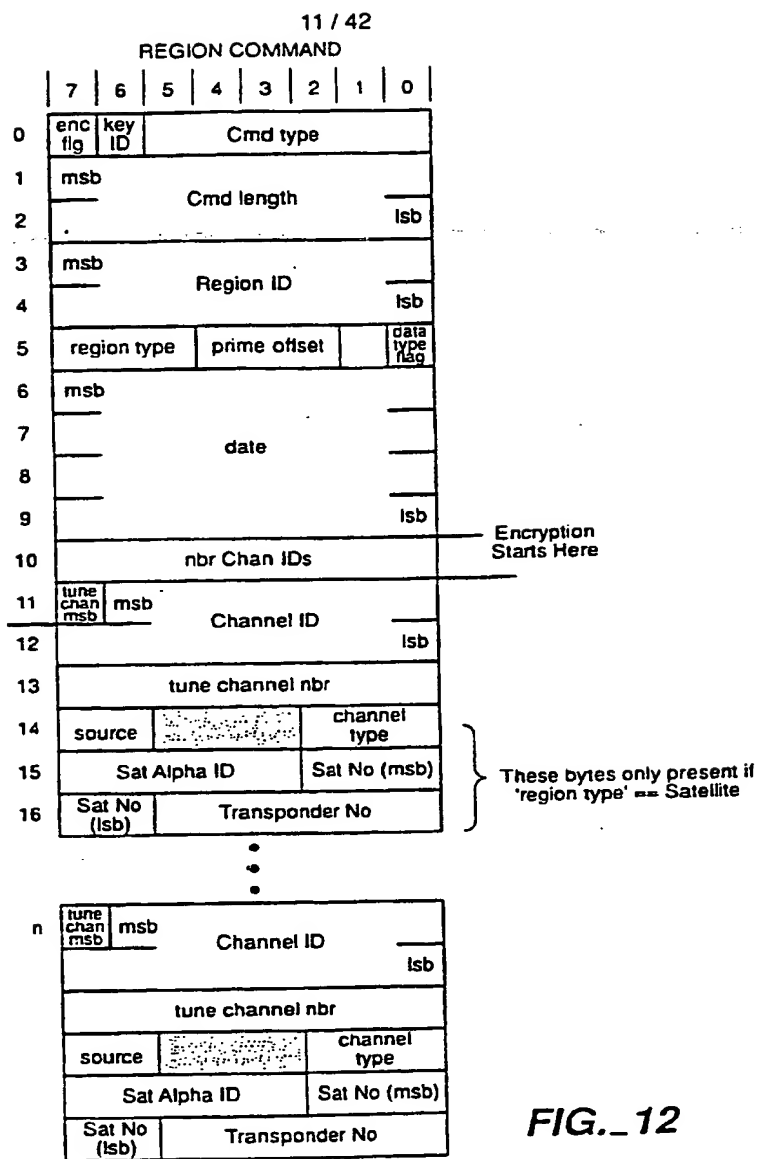 11 / 42
REGION COMMAND
7 6 5 4 3 2 1 0
0 enc flg key ID Cmd type
1 msb
Cmd length
2 lsb
3 msb
Region ID
4 lsb
5 region type prime offset data type flag
6 msb
7
date
8
9 lsb
Encryption
Starts Here
10 nbr Chan IDs
11 tune chan msb msb
Channel ID
12 lsb
13 tune channel nbr
14 source channel type
15 Sat Alpha ID Sat No (msb)
These bytes only present if
'region type' == Satellite
16 Sat No (lsb) Transponder No
n tune chan msb msb
Channel ID
lsb
tune channel nbr
source channel type
Sat Alpha ID Sat No (msb)
Sat No (lsb) Transponder No
FIG._12